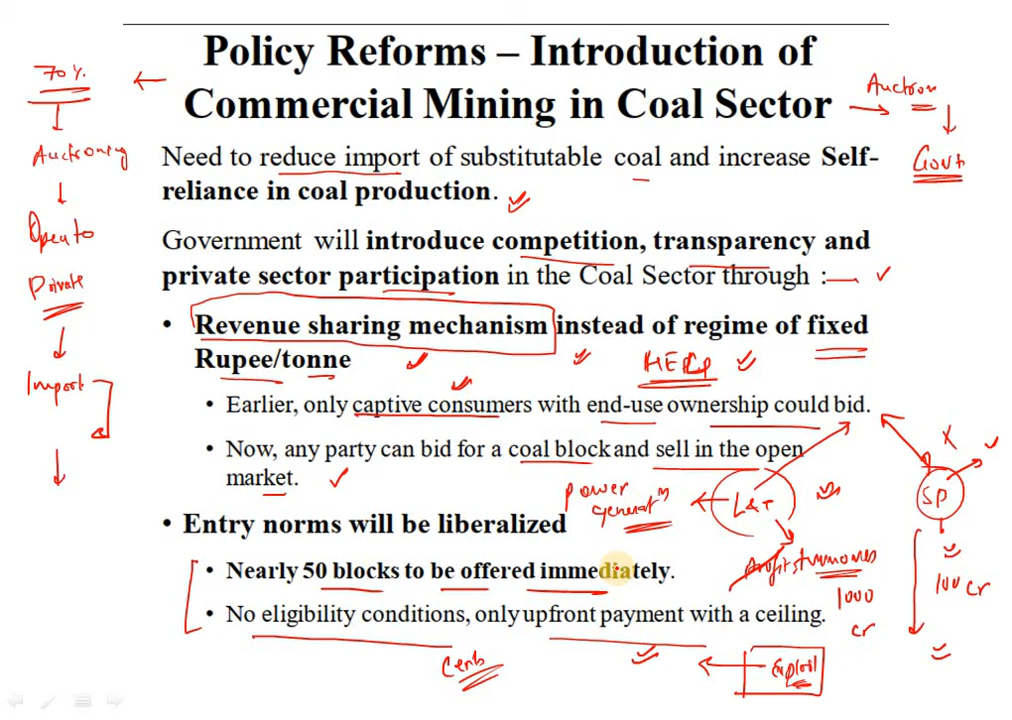 Policy Reforms – Introduction of
Commercial Mining in Coal Sector
Need to reduce import of substitutable coal and increase Self-
reliance in coal production.
Government will introduce competition, transparency and
private sector participation in the Coal Sector through :
• Revenue sharing mechanism instead of regime of fixed
Rupee/tonne
• Earlier, only captive consumers with end-use ownership could bid.
• Now, any party can bid for a coal block and sell in the open
market.
• Entry norms will be liberalized
• Nearly 50 blocks to be offered immediately.
• No eligibility conditions, only upfront payment with a ceiling.
70%
Auctioning
Open to
Private
Import
Auction
Govt
HELP
Power
L&T
SP
100 cr
1000
cr